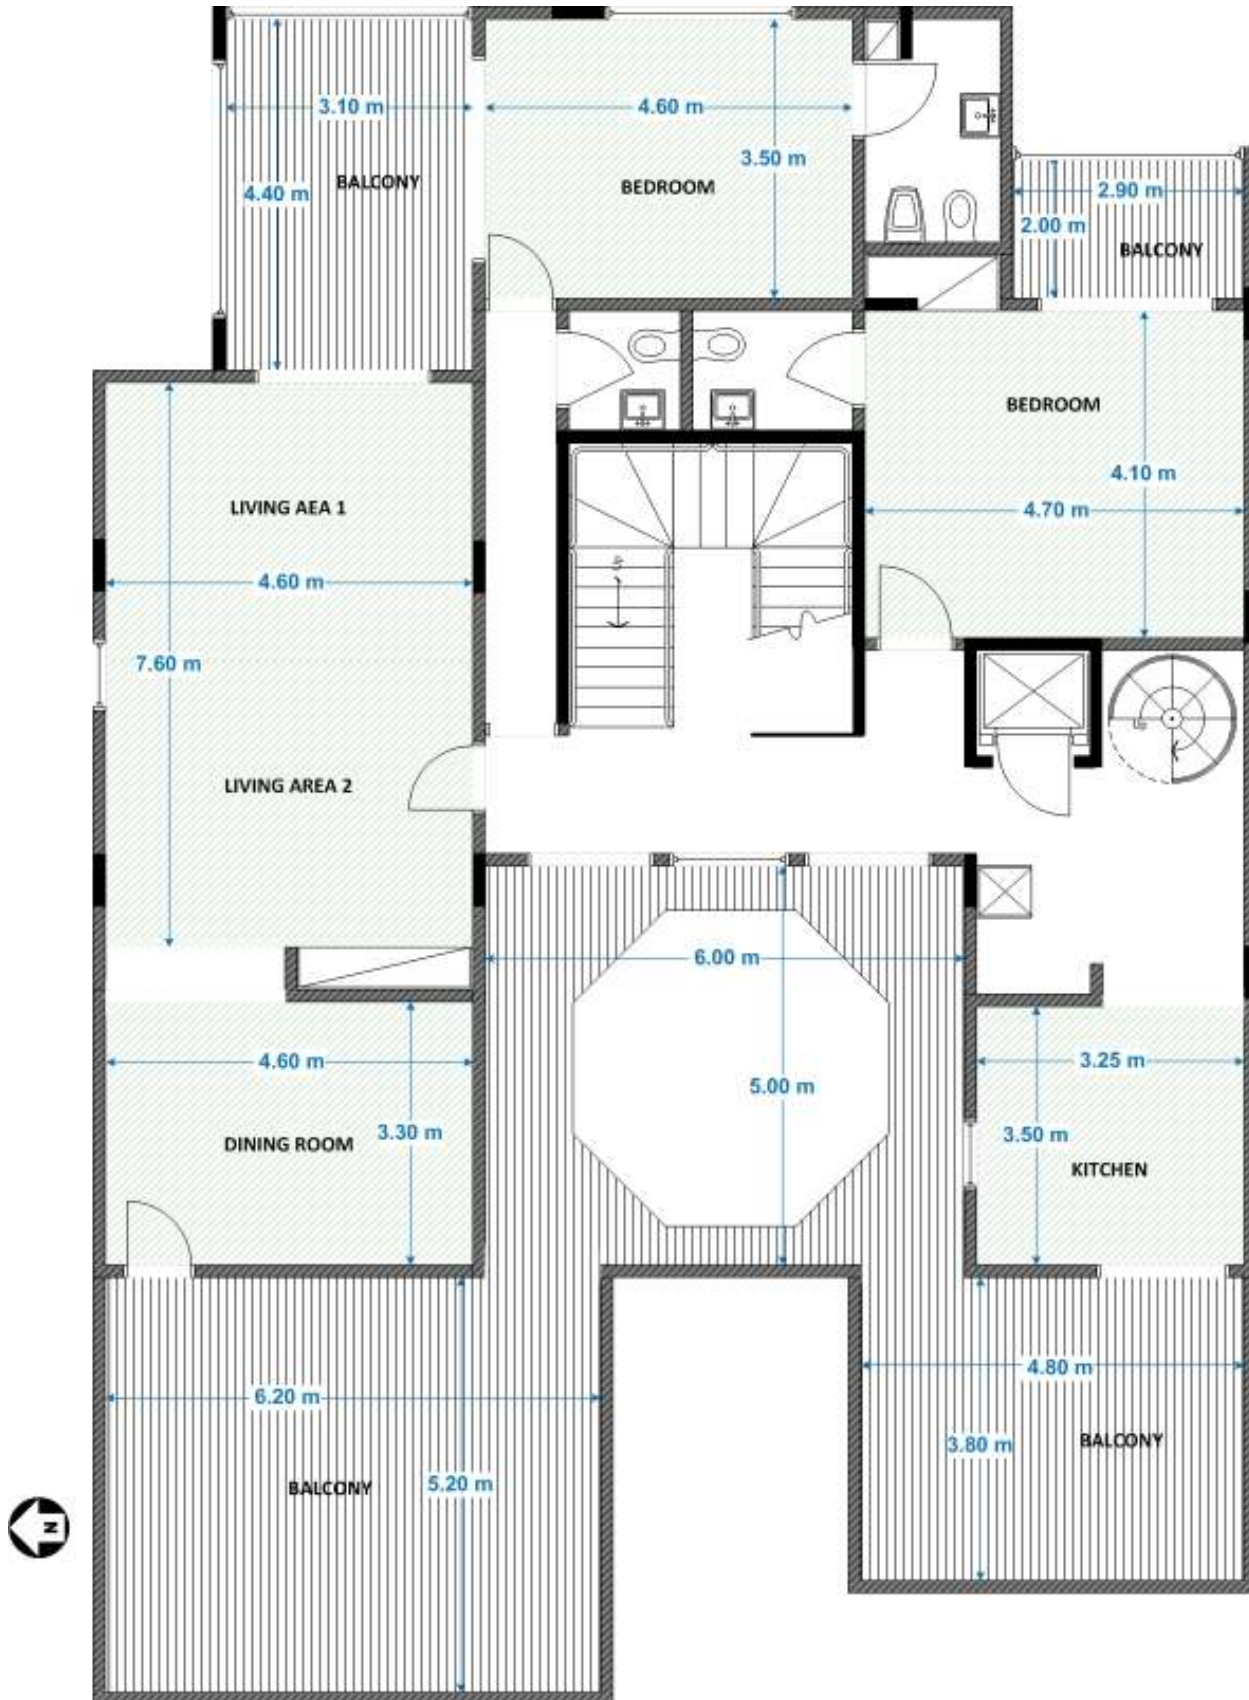 3.10 m
4.60 m
3.50 m
BALCONY
4.40 m
BEDROOM
2.90 m
2.00 m
BALCONY
BEDROOM
4.10 m
4.70 m
LIVING AEA 1
4.60 m
7.60 m
LIVING AREA 2
6.00 m
4.60 m
3.25 m
5.00 m
3.30 m
3.50 m
DINING ROOM
KITCHEN
4.80 m
6.20 m
3.80 m
BALCONY
5.20 m
BALCONY
N